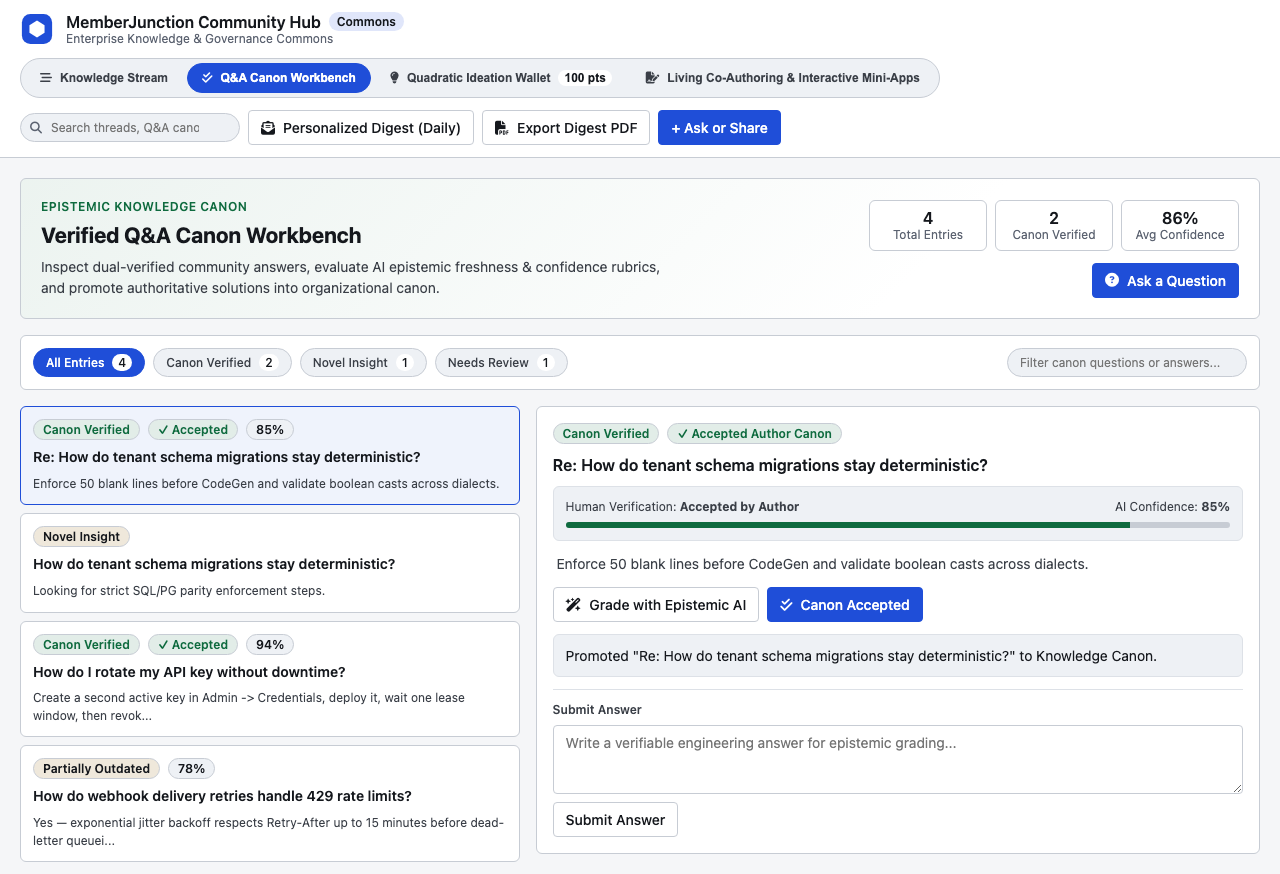 MemberJunction Community Hub Commons
Enterprise Knowledge & Governance Commons
Knowledge Stream Q&A Canon Workbench Quadratic Ideation Wallet 100 pts Living Co-Authoring & Interactive Mini-Apps
Search threads, Q&A canc Personalized Digest (Daily) Export Digest PDF + Ask or Share
EPISTEMIC KNOWLEDGE CANON
Verified Q&A Canon Workbench
Inspect dual-verified community answers, evaluate AI epistemic freshness & confidence rubrics,
and promote authoritative solutions into organizational canon.
4 Total Entries
2 Canon Verified
86% Avg Confidence
Ask a Question
All Entries 4 Canon Verified 2 Novel Insight 1 Needs Review 1 Filter canon questions or answers...
Canon Verified Accepted 85%
Re: How do tenant schema migrations stay deterministic?
Enforce 50 blank lines before CodeGen and validate boolean casts across dialects.
Novel Insight
How do tenant schema migrations stay deterministic?
Looking for strict SQL/PG parity enforcement steps.
Canon Verified Accepted 94%
How do I rotate my API key without downtime?
Create a second active key in Admin -> Credentials, deploy it, wait one lease
window, then revok...
Partially Outdated 78%
How do webhook delivery retries handle 429 rate limits?
Yes — exponential jitter backoff respects Retry-After up to 15 minutes before dead-
letter queuei...
Canon Verified Accepted Author Canon
Re: How do tenant schema migrations stay deterministic?
Human Verification: Accepted by Author AI Confidence: 85%
Enforce 50 blank lines before CodeGen and validate boolean casts across dialects.
Grade with Epistemic AI Canon Accepted
Promoted "Re: How do tenant schema migrations stay deterministic?" to Knowledge Canon.
Submit Answer
Write a verifiable engineering answer for epistemic grading...
Submit Answer